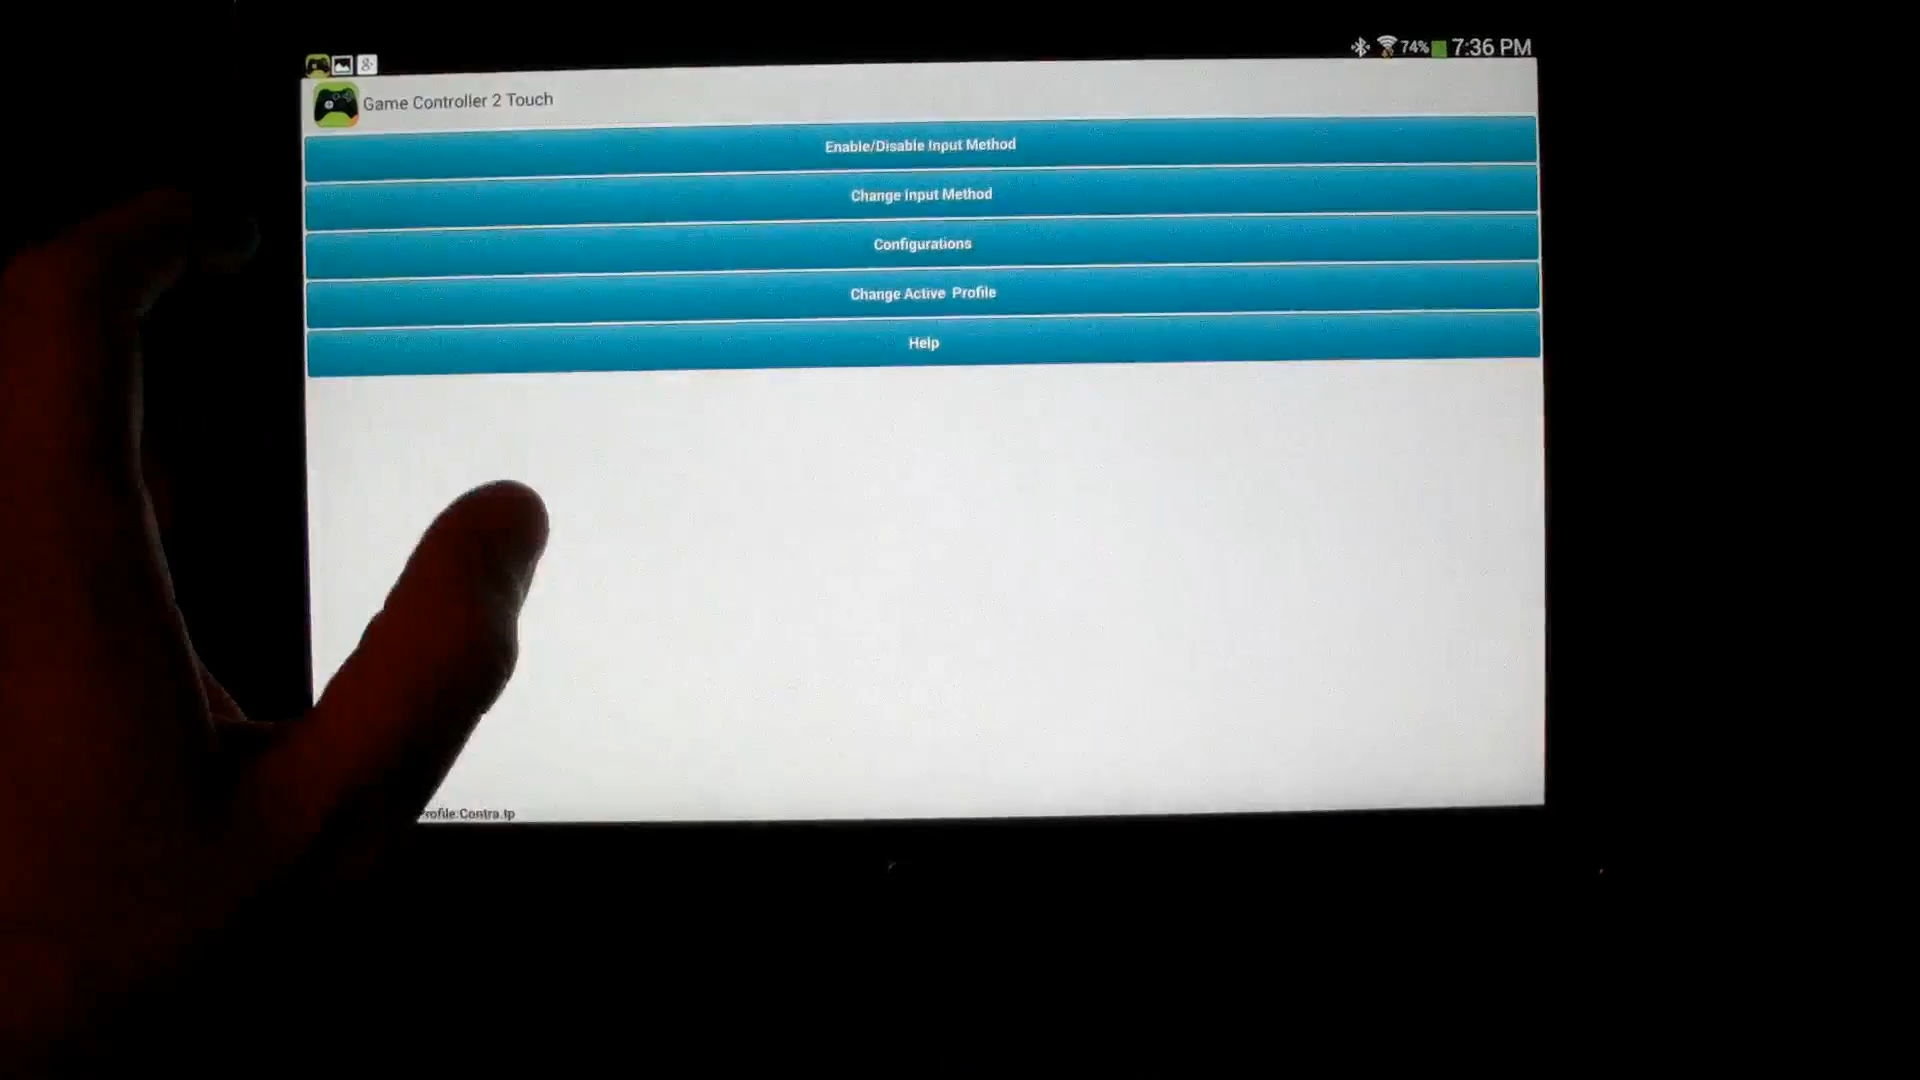 74% 7:36 PM
Game Controller 2 Touch
Enable/Disable Input Method
Change Input Method
Configurations
Change Active Profile
Help
Profile:Contra.tp